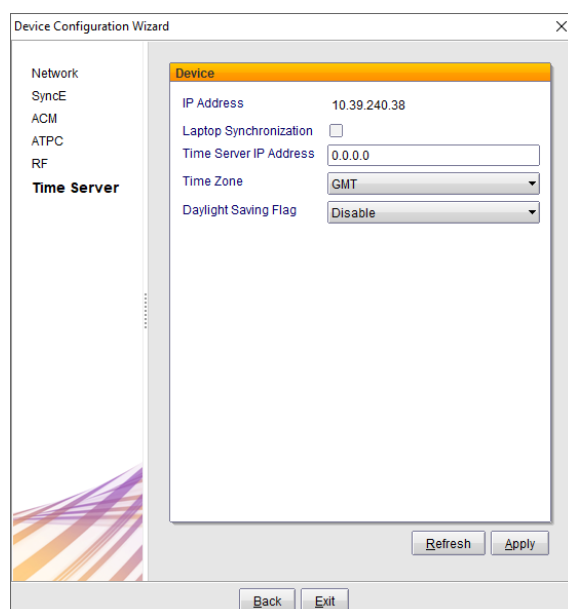 Device Configuration Wizard
Network
SyncE
ACM
ATPC
RF
Time Server
Device
IP Address 10.39.240.38
Laptop Synchronization
Time Server IP Address 0.0.0.0
Time Zone GMT
Daylight Saving Flag Disable
Refresh Apply
Back Exit